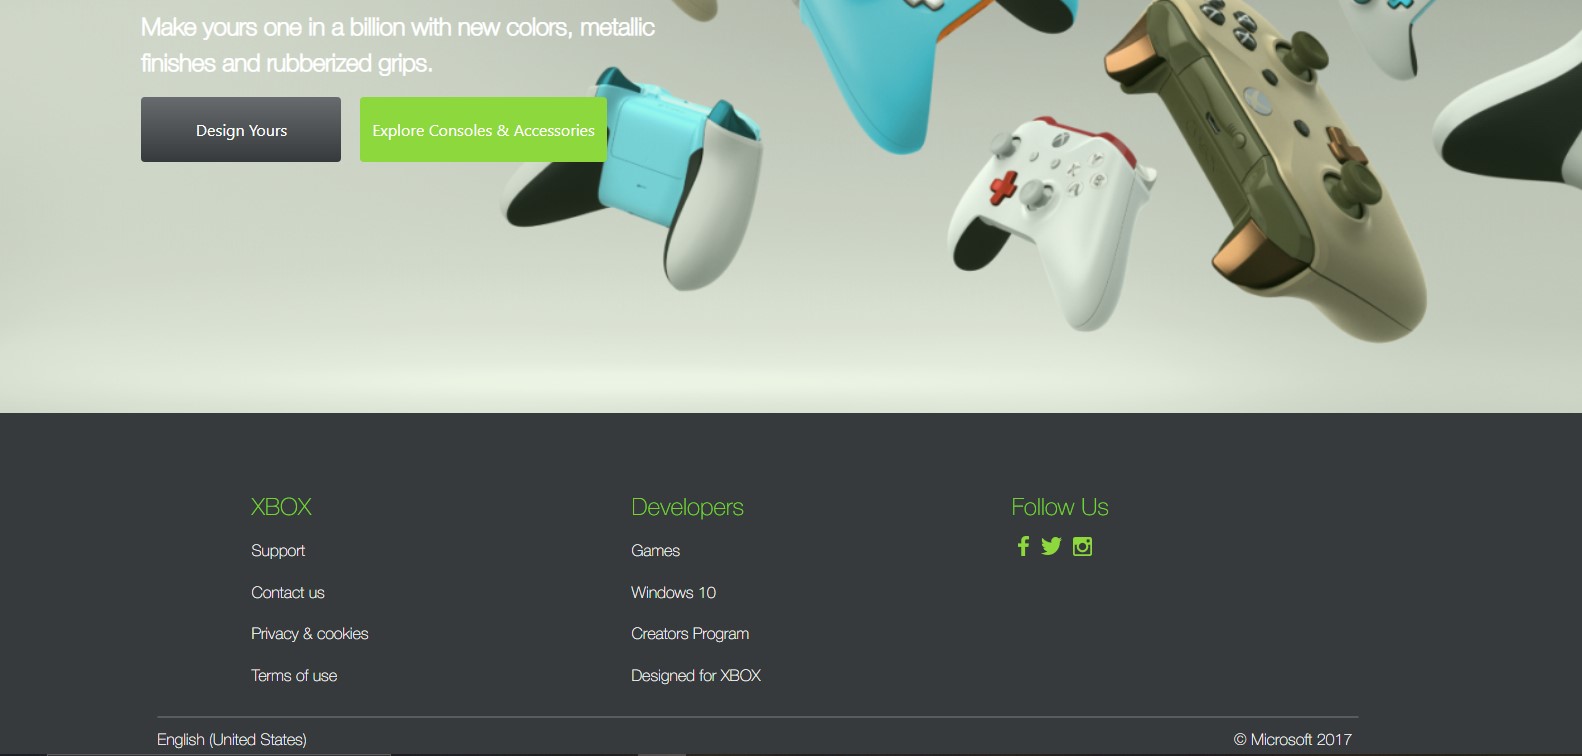 Make yours one in a billion with new colors, metallic
finishes and rubberized grips.
Design Yours
Explore Consoles & Accessories
XBOX
Support
Contact us
Privacy & cookies
Terms of use
Developers
Games
Windows 10
Creators Program
Designed for XBOX
Follow Us
English (United States)
© Microsoft 2017